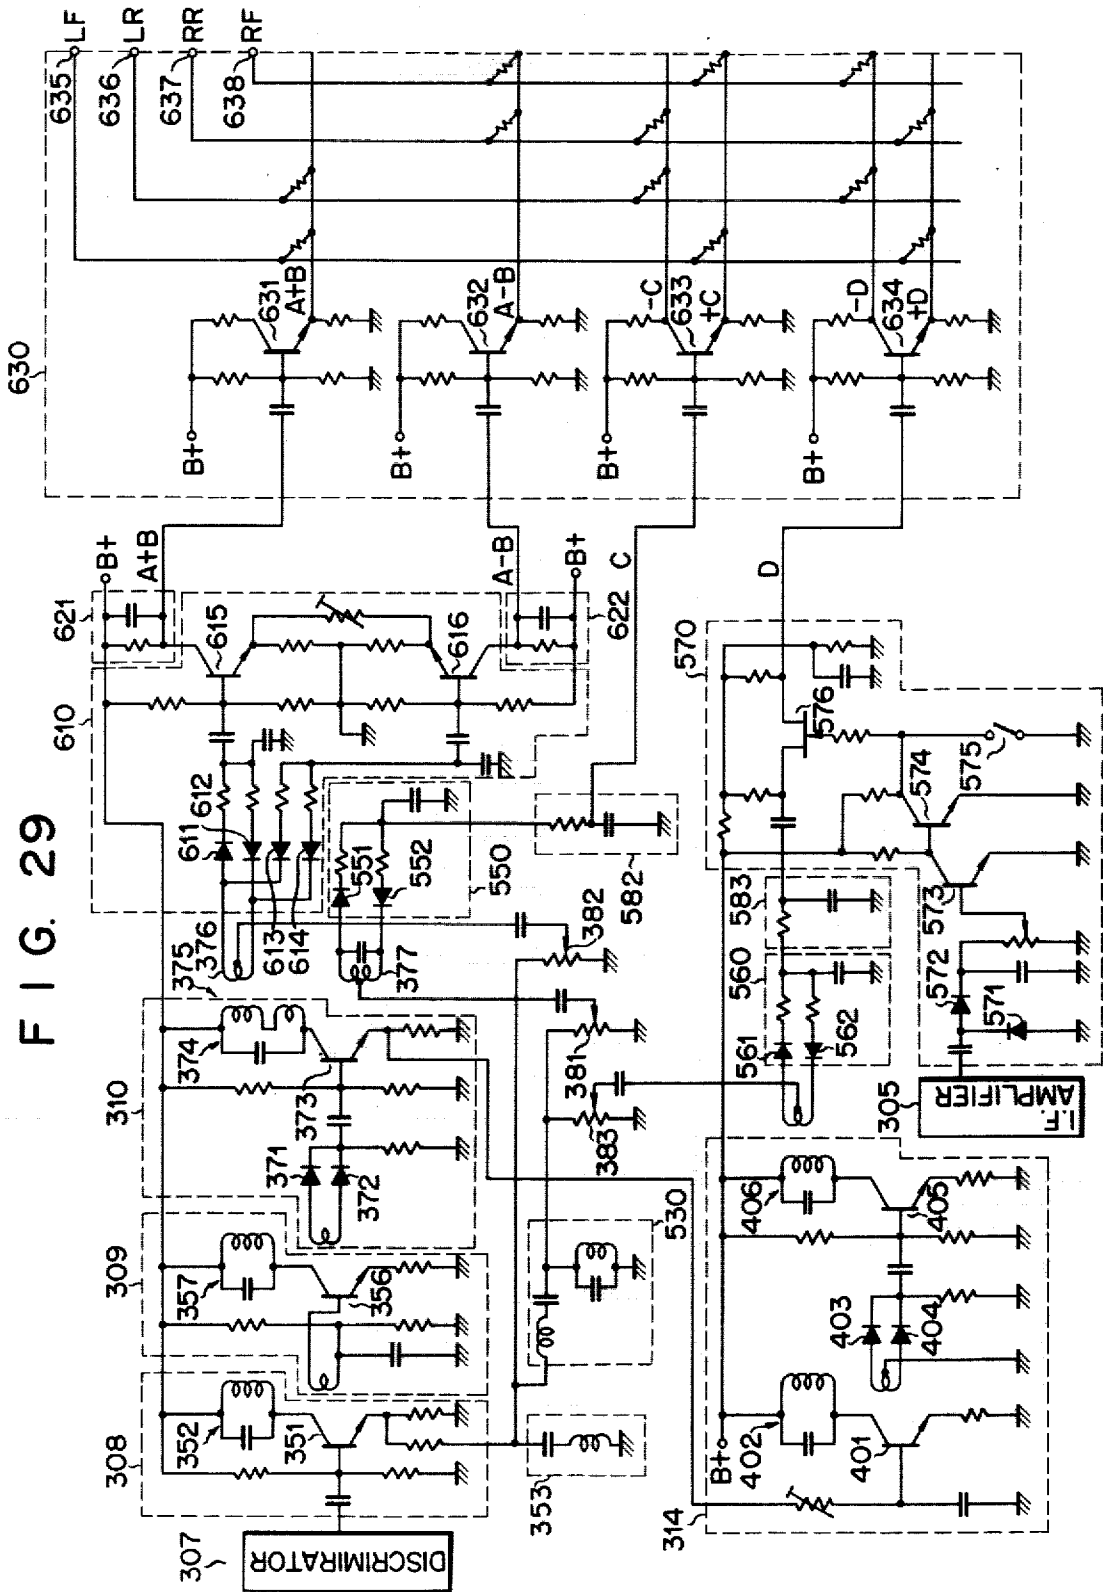 FIG. 29
630
635
LF
636
LR
637
RR
638
RF
B+
631
A+B
B+
632
A-B
B+
-C
633
+C
B+
-D
634
+D
621
B+
A+B
615
610
612
611
616
A-B
B+
622
C
613
614
375
376
551
552
550
582
377
382
310
374
373
371
372
381
383
309
357
356
530
308
352
351
353
307
DISCRIMIRATOR
D
570
576
574
575
583
573
560
572
571
561
562
305
I.F. AMPLIFIER
406
405
403
404
B+
402
401
314